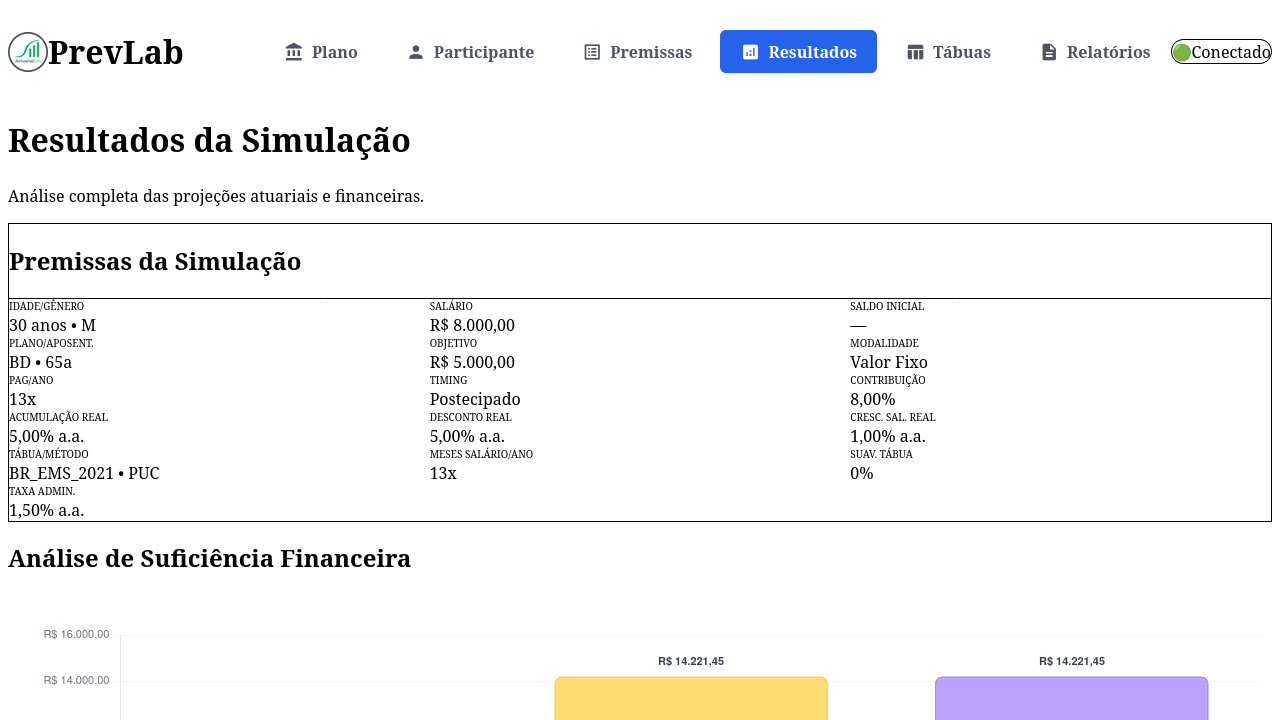 PrevLab
Plano
Participante
Premissas
Resultados
Tábuas
Relatórios
Conectado
Resultados da Simulação
Análise completa das projeções atuariais e financeiras.
Premissas da Simulação
IDADE/GÊNERO
30 anos • M
SALÁRIO
R$ 8.000,00
SALDO INICIAL
—
PLANO/APOSENT.
BD • 65a
OBJETIVO
R$ 5.000,00
MODALIDADE
Valor Fixo
PAG/ANO
13x
TIMING
Postecipado
CONTRIBUIÇÃO
8,00%
ACUMULAÇÃO REAL
5,00% a.a.
DESCONTO REAL
5,00% a.a.
CRESC. SAL. REAL
1,00% a.a.
TÁBUA/MÉTODO
BR_EMS_2021 • PUC
MESES SALÁRIO/ANO
13x
SUAV. TÁBUA
0%
TAXA ADMIN.
1,50% a.a.
Análise de Suficiência Financeira
R$ 16.000,00
R$ 14.221,45
R$ 14.221,45
R$ 14.000,00